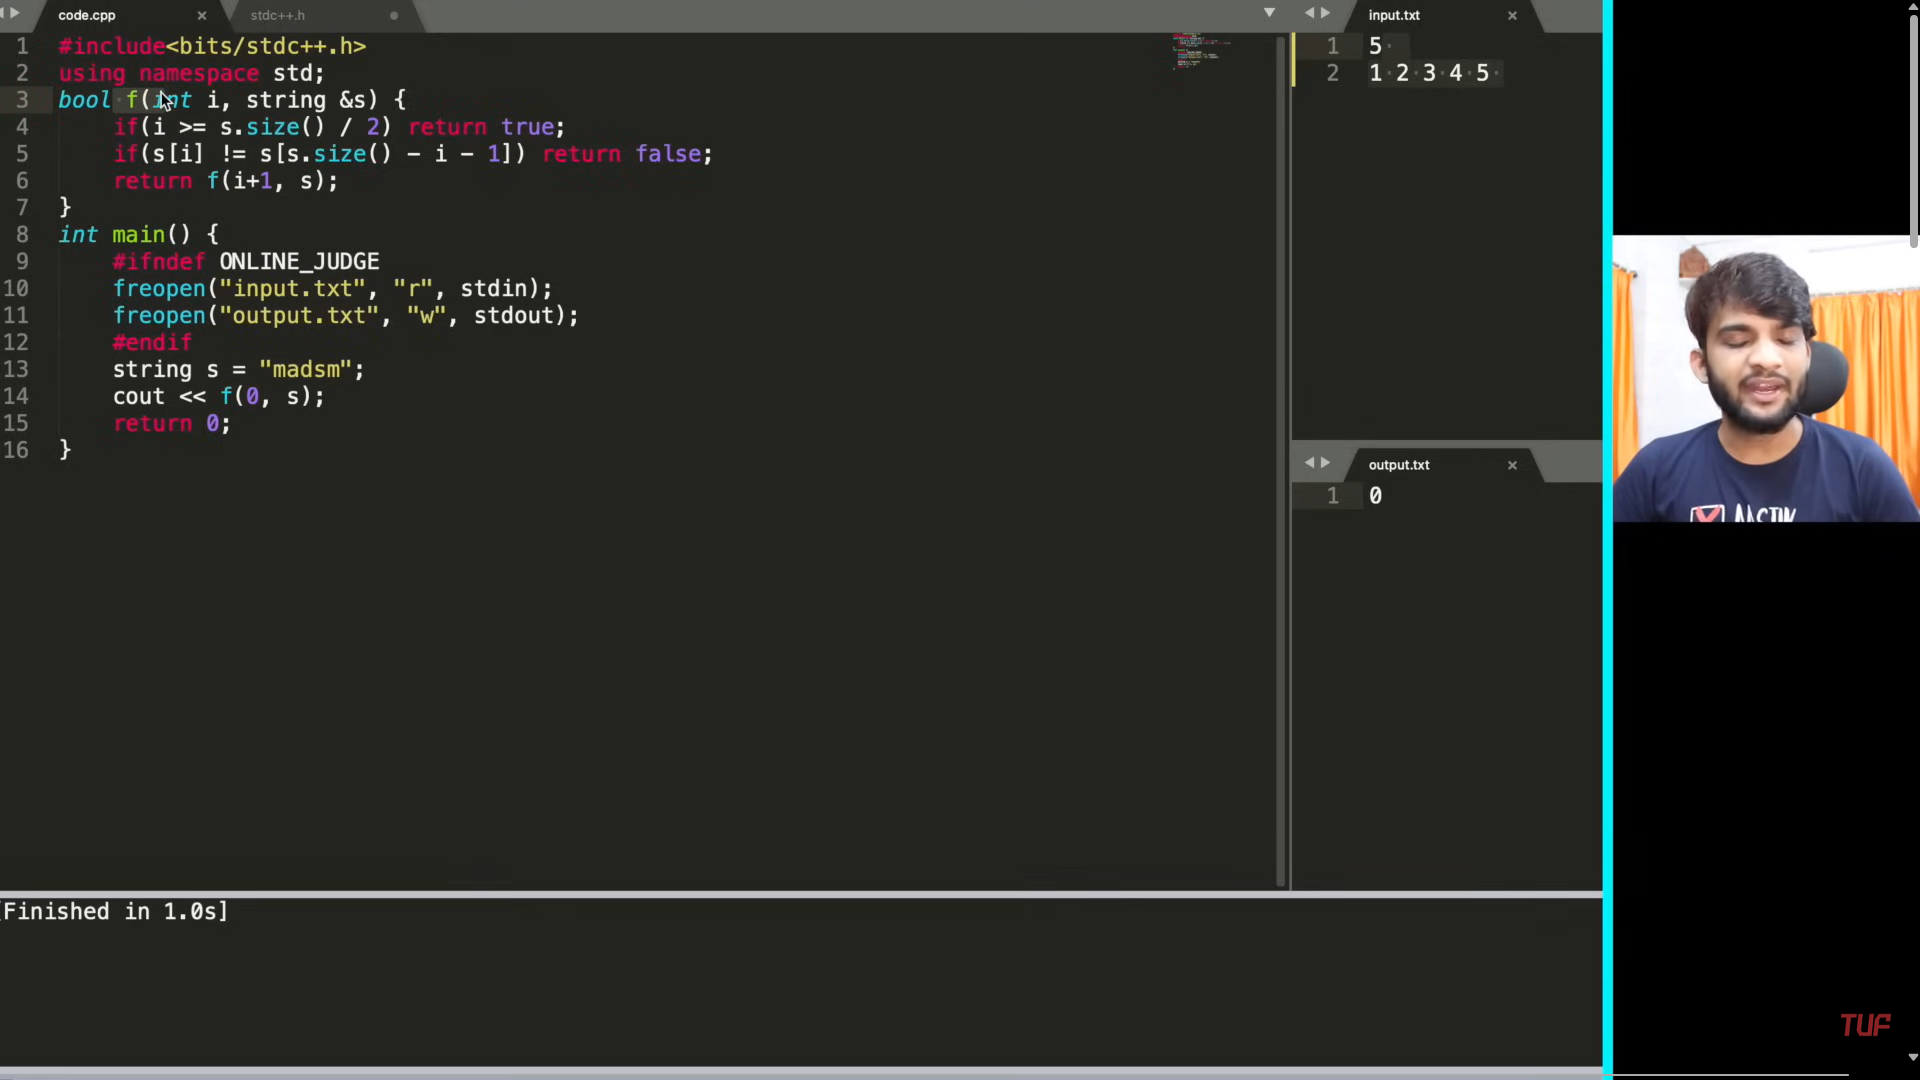 code.cpp
stdc++.h
1 #include<bits/stdc++.h>
2 using namespace std;
3 bool f(int i, string &s) {
4 if(i >= s.size() / 2) return true;
5 if(s[i] != s[s.size() - i - 1]) return false;
6 return f(i+1, s);
7 }
8 int main() {
9 #ifndef ONLINE_JUDGE
10 freopen("input.txt", "r", stdin);
11 freopen("output.txt", "w", stdout);
12 #endif
13 string s = "madsm";
14 cout << f(0, s);
15 return 0;
16 }
input.txt
1 5
2 1 2 3 4 5
output.txt
1 0
[Finished in 1.0s]
TUF